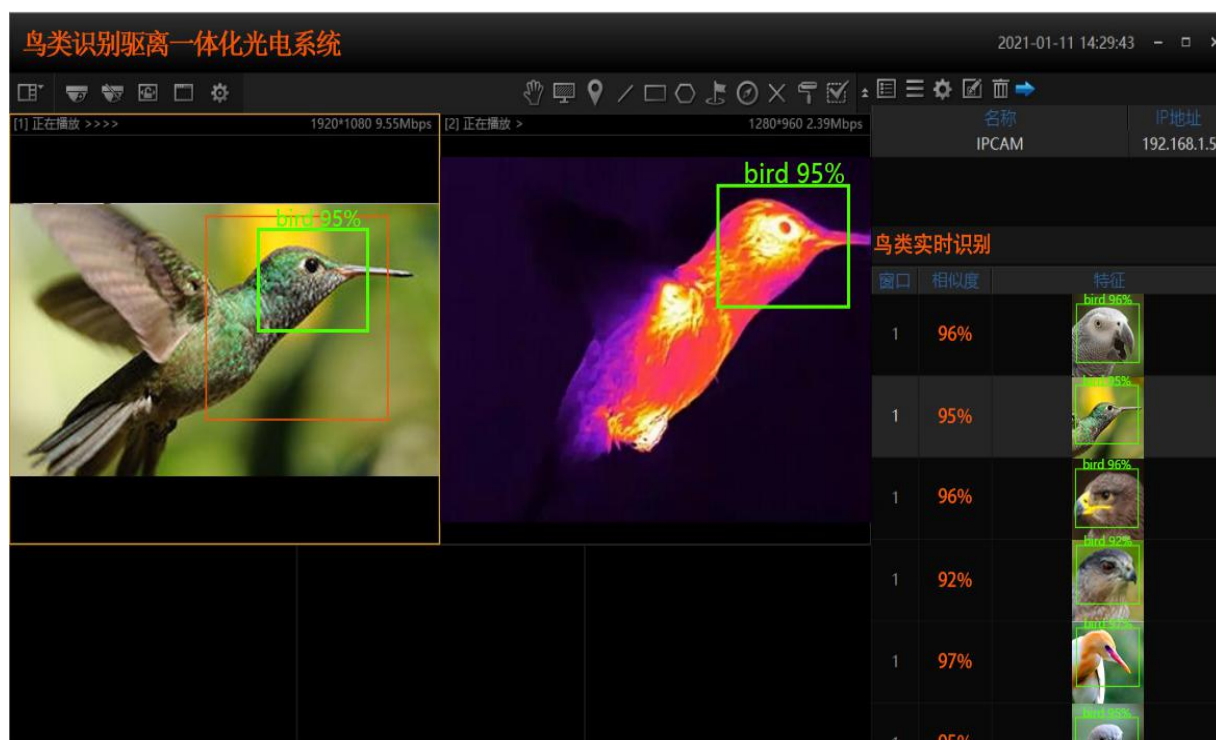 鸟类识别驱离一体化光电系统
2021-01-11 14:29:43
[1] 正在播放 >>>>
1920*1080 9.55Mbps
[2] 正在播放 >
1280*960 2.39Mbps
bird 95%
bird 95%
名称 IP地址
IPCAM 192.168.1.5
鸟类实时识别
窗口 相似度 特征
bird 96%
1 96%
bird 95%
1 95%
bird 96%
1 96%
bird 92%
1 92%
bird 97%
1 97%
bird 95%
95%